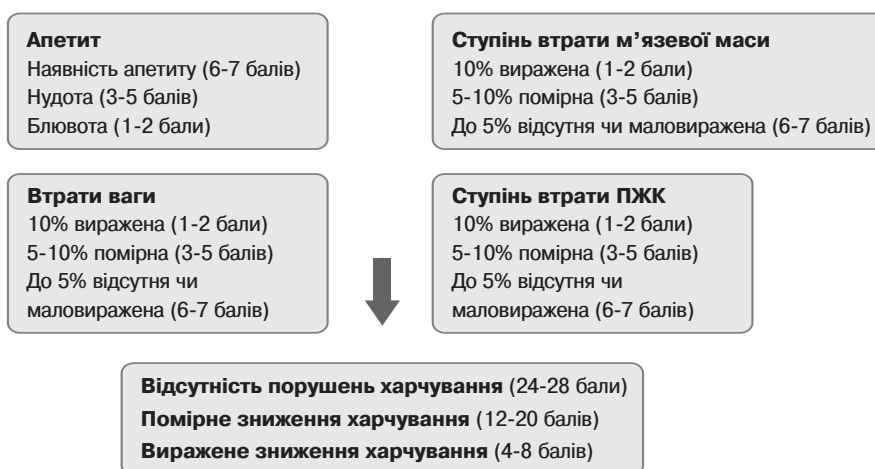 Апетит
Наявність апетиту (6-7 балів)
Нудота (3-5 балів)
Блювота (1-2 бали)
Ступінь втрати м’язевої маси
10% виражена (1-2 бали)
5-10% помірна (3-5 балів)
До 5% відсутня чи маловиражена (6-7 балів)
Втрати ваги
10% виражена (1-2 бали)
5-10% помірна (3-5 балів)
До 5% відсутня чи
маловиражена (6-7 балів)
Ступінь втрати ПЖК
10% виражена (1-2 бали)
5-10% помірна (3-5 балів)
До 5% відсутня чи
маловиражена (6-7 балів)
Відсутність порушень харчування (24-28 бали)
Помірне зниження харчування (12-20 балів)
Виражене зниження харчування (4-8 балів)